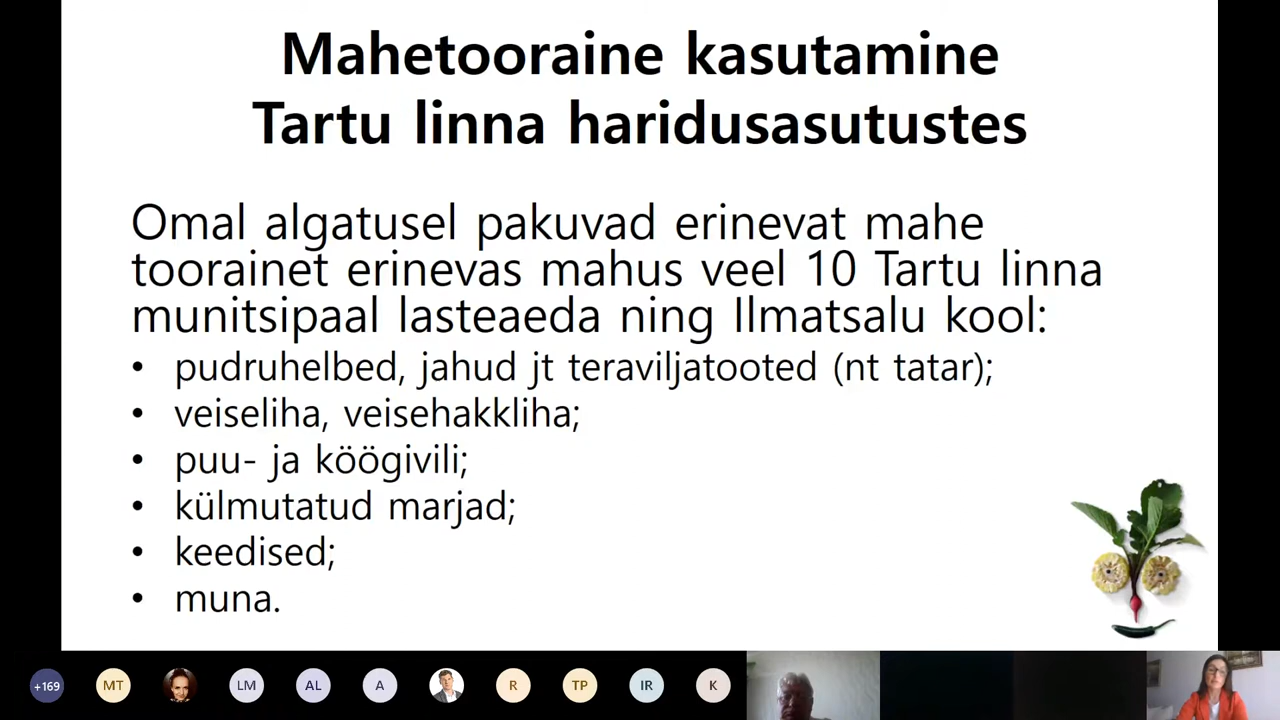 Mahetooraine kasutamine
Tartu linna haridusasutustes
Omal algatusel pakuvad erinevat mahe
toorainet erinevas mahus veel 10 Tartu linna
munitsipaal lasteaeda ning Ilmatsalu kool:
• pudruhelbed, jahud jt teraviljatooted (nt tatar);
• veiseliha, veisehakkliha;
• puu- ja köögivili;
• külmutatud marjad;
• keedised;
• muna.
+169 MT LM AL A R TP IR K